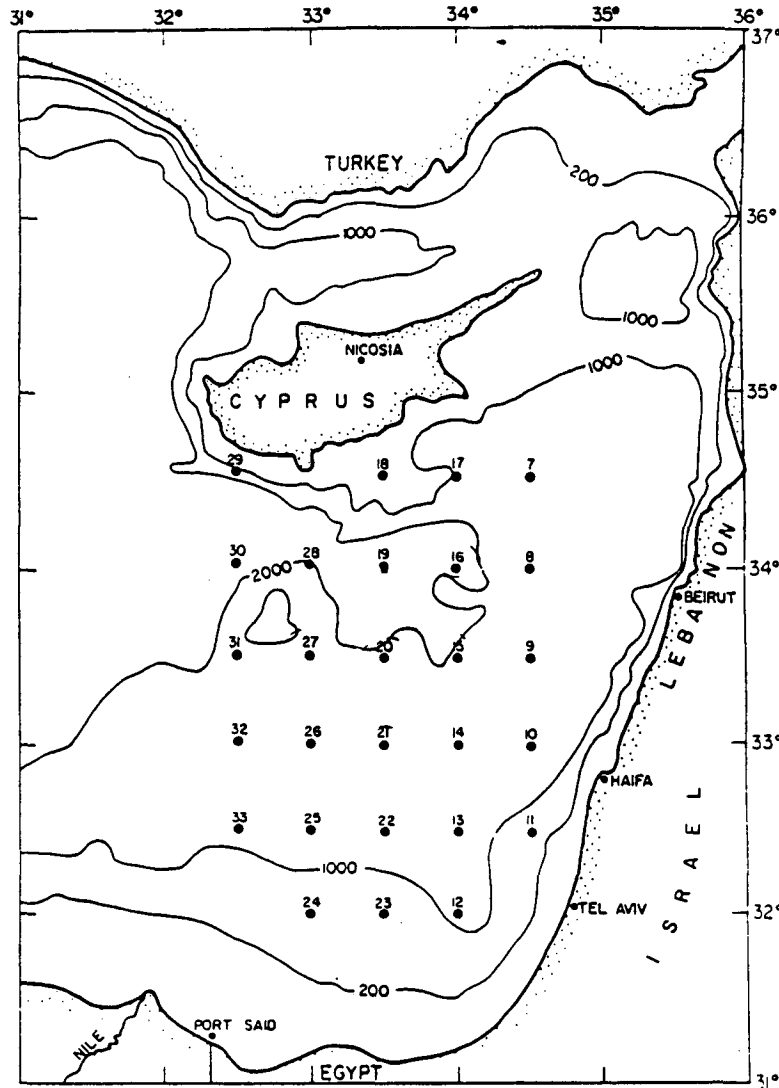 31° 32° 33° 34° 35° 36°
37°
TURKEY
200
36°
1000
1000
NICOSIA
1000
CYPRUS
35°
29 18 17 7
30 28 19 16 8
2000
34°
BEIRUT
LEBANON
31 27 20 15 9
32 26 21 14 10
33°
HAIFA
33 25 22 13 11
1000
24 23 12
32°
TEL AVIV
ISRAEL
200
PORT SAID
NILE
EGYPT
31°